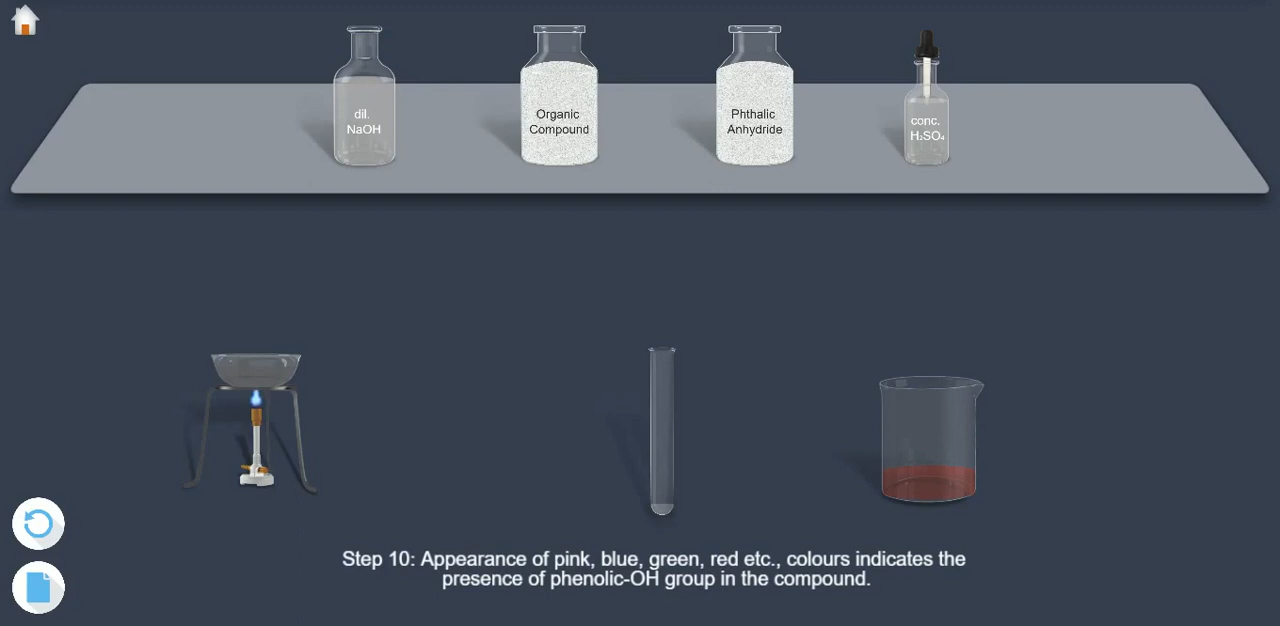 dil.
NaOH
Organic
Compound
Phthalic
Anhydride
conc.
H₂SO₄
Step 10: Appearance of pink, blue, green, red etc., colours indicates the
presence of phenolic-OH group in the compound.